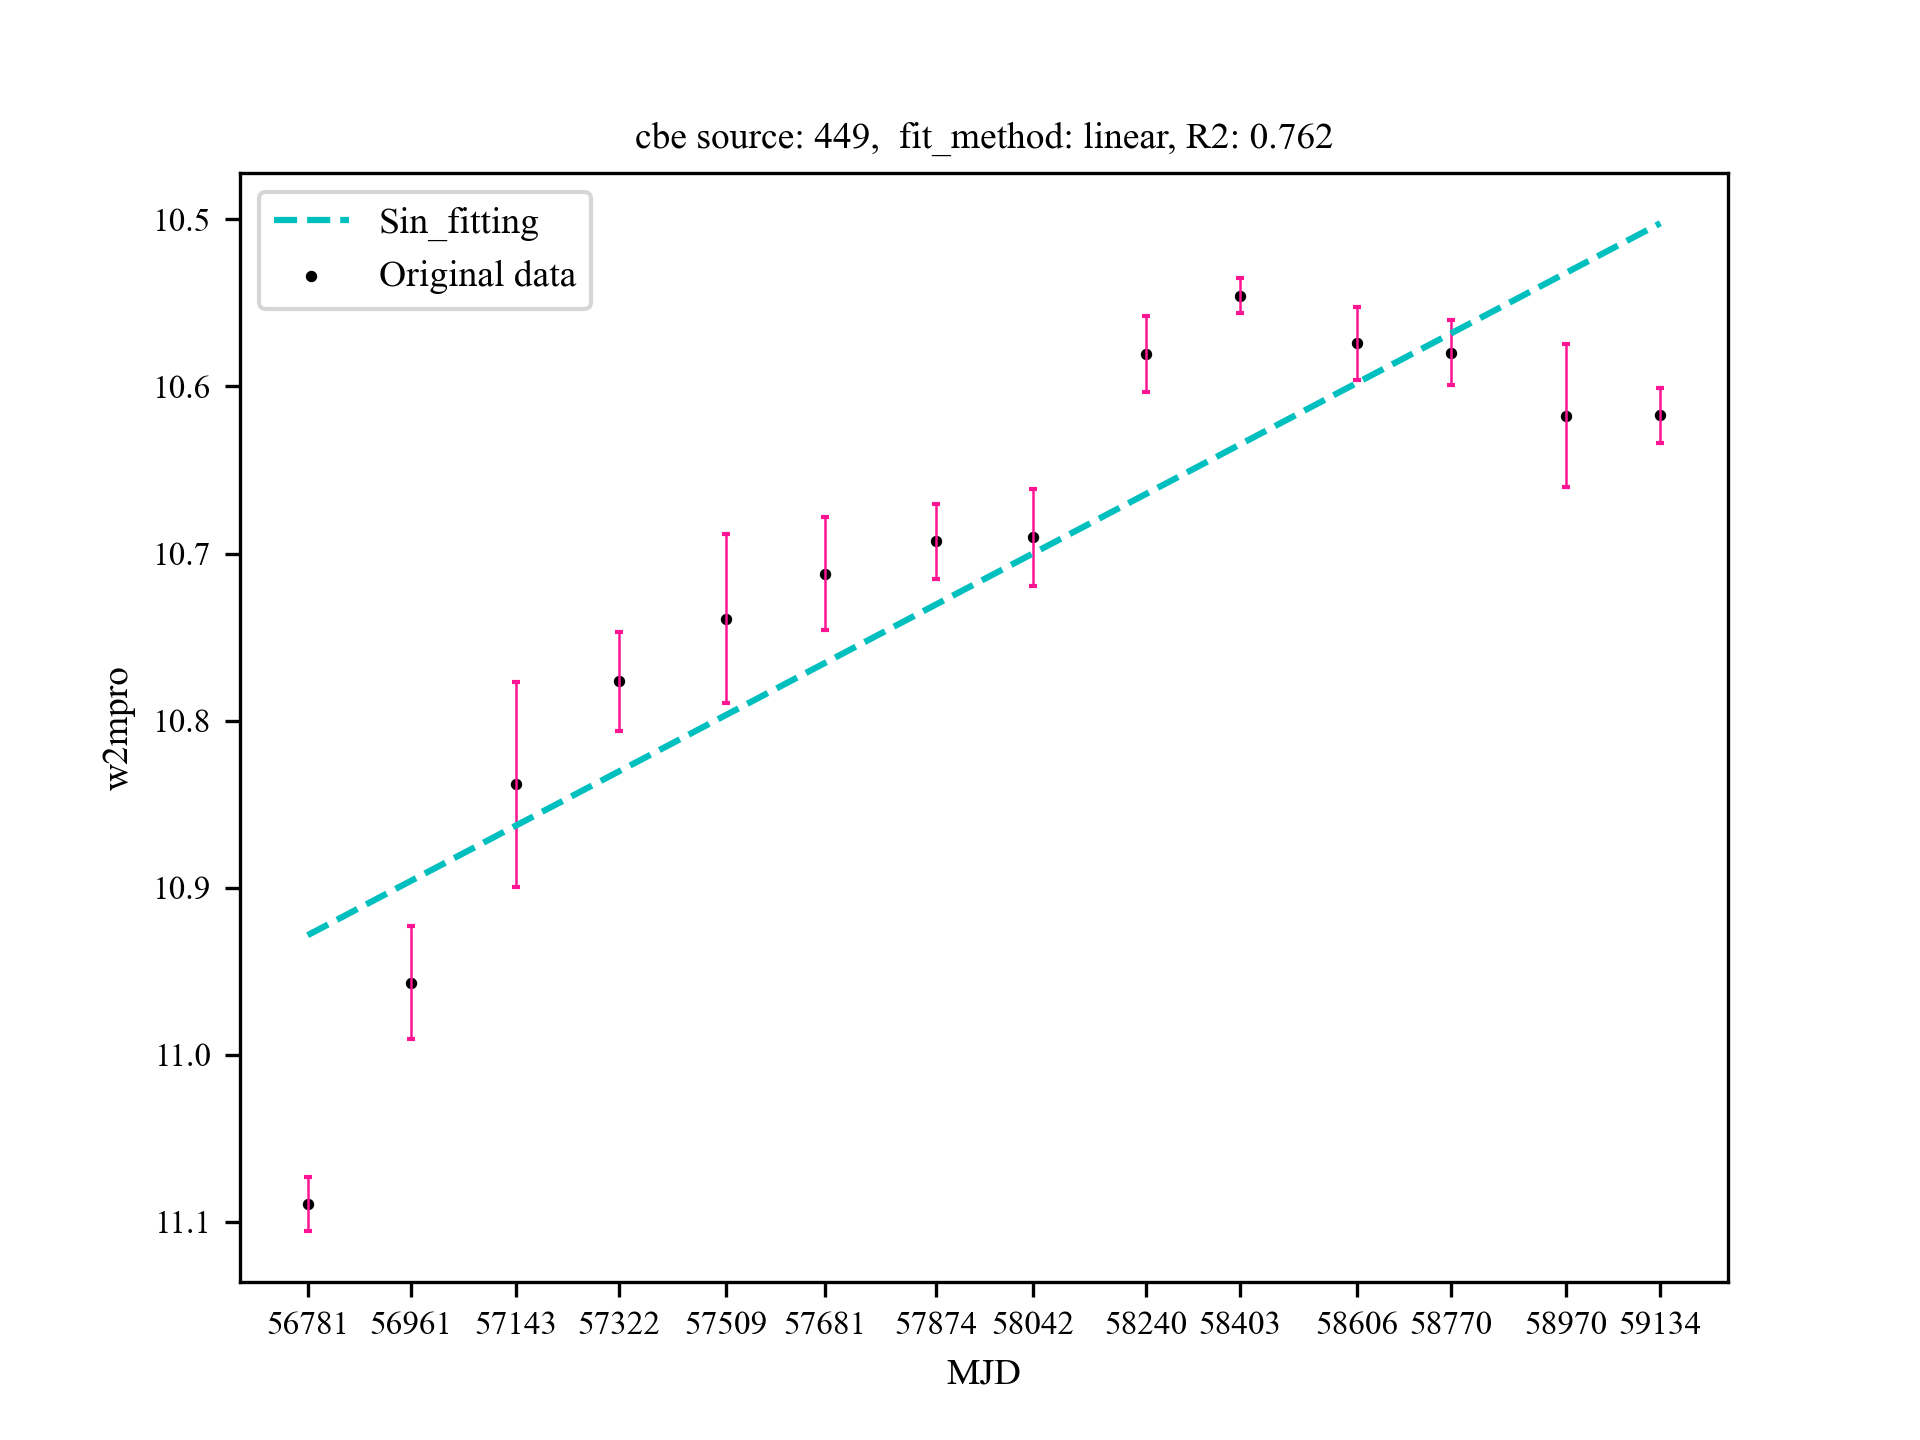 cbe source: 449,  fit_method: linear, R2: 0.762
Sin_fitting
Original data
10.5
10.6
10.7
10.8
10.9
11.0
11.1
w2mpro
56781 56961 57143 57322 57509 57681 57874 58042 58240 58403 58606 58770 58970 59134
MJD